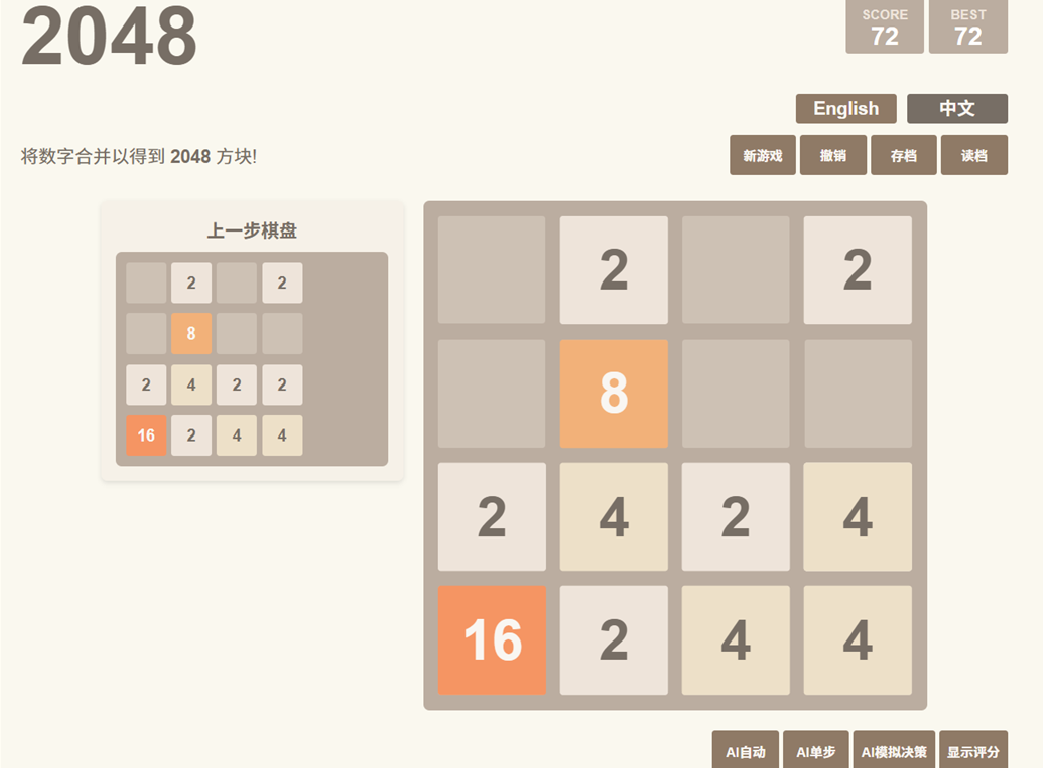 2048
SCORE BEST
72 72
English 中文
将数字合并以得到 2048 方块!
新游戏 撤销 存档 读档
上一步棋盘
2 2
8
2 4 2 2
16 2 4 4
2 2
8
2 4 2 4
16 2 4 4
AI自动 AI单步 AI模拟决策 显示评分